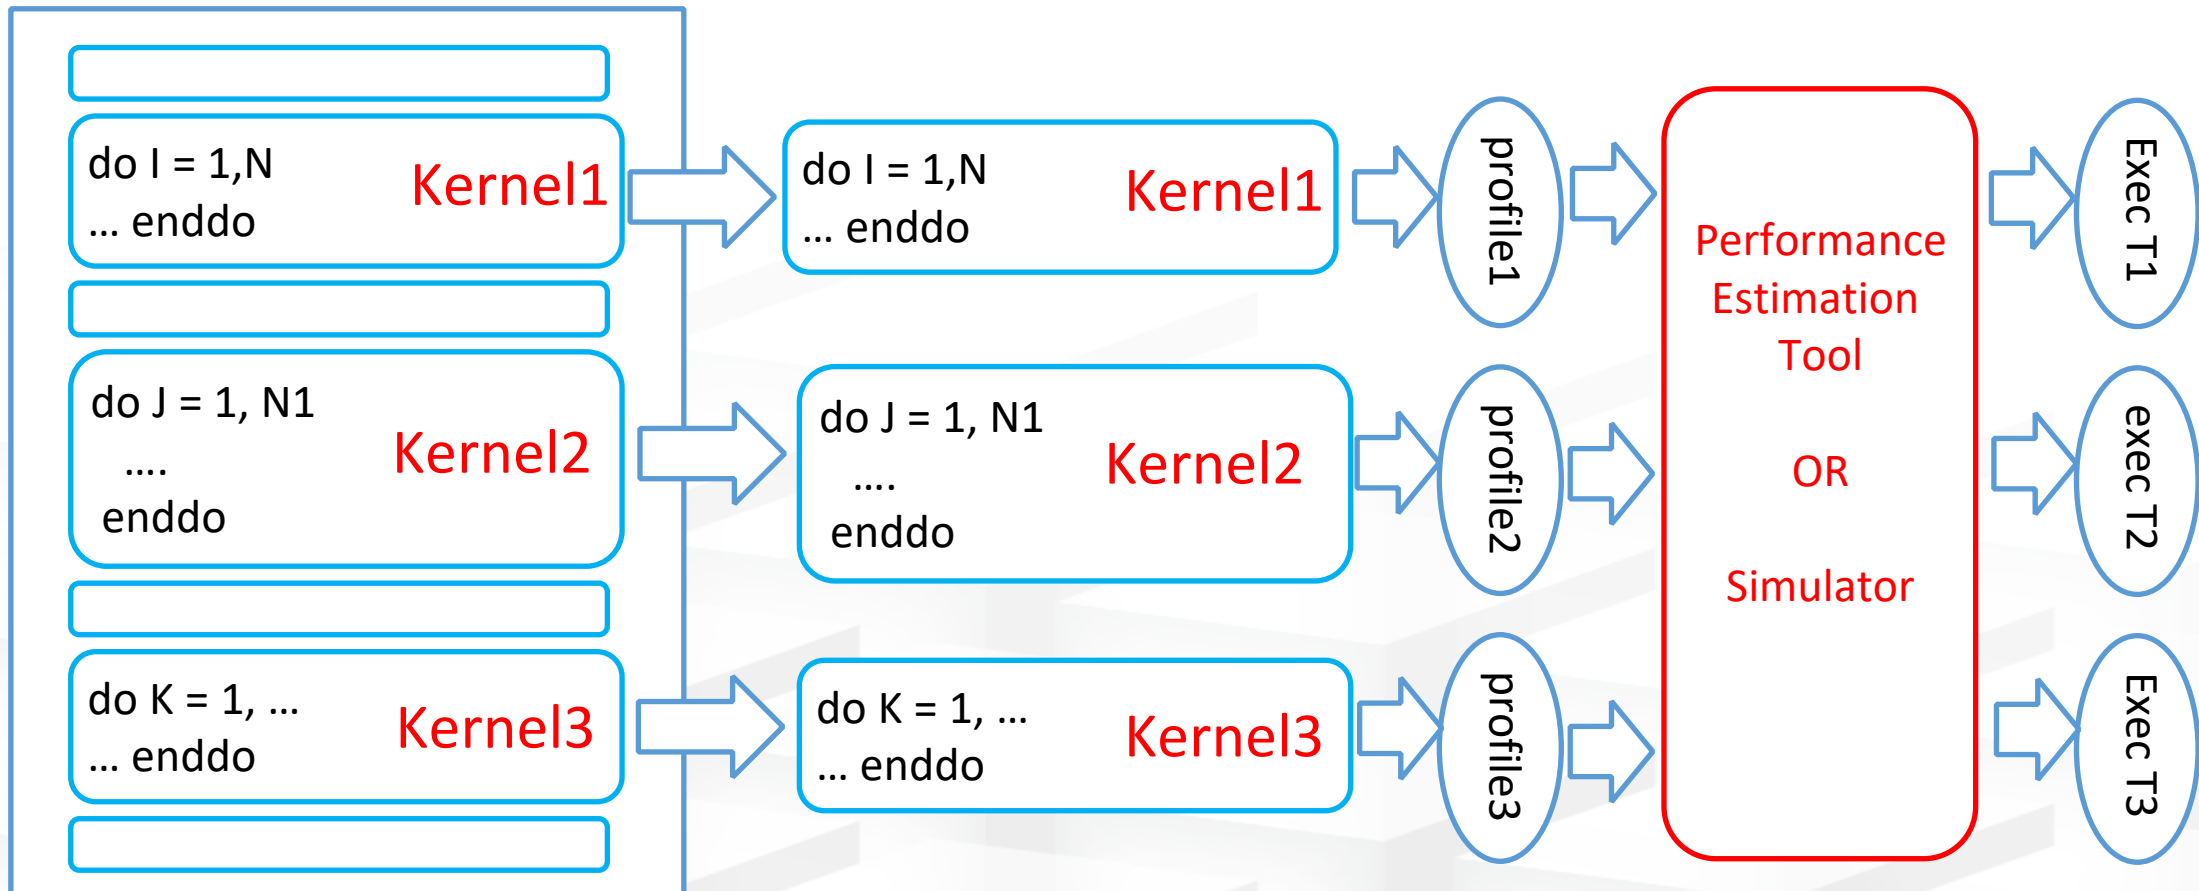 do I = 1,N
... enddo
Kernel1
do J = 1, N1
....
enddo
Kernel2
do K = 1, ...
... enddo
Kernel3
do I = 1,N
... enddo
Kernel1
do J = 1, N1
....
enddo
Kernel2
do K = 1, ...
... enddo
Kernel3
profile1
profile2
profile3
Performance
Estimation
Tool
OR
Simulator
Exec T1
exec T2
Exec T3